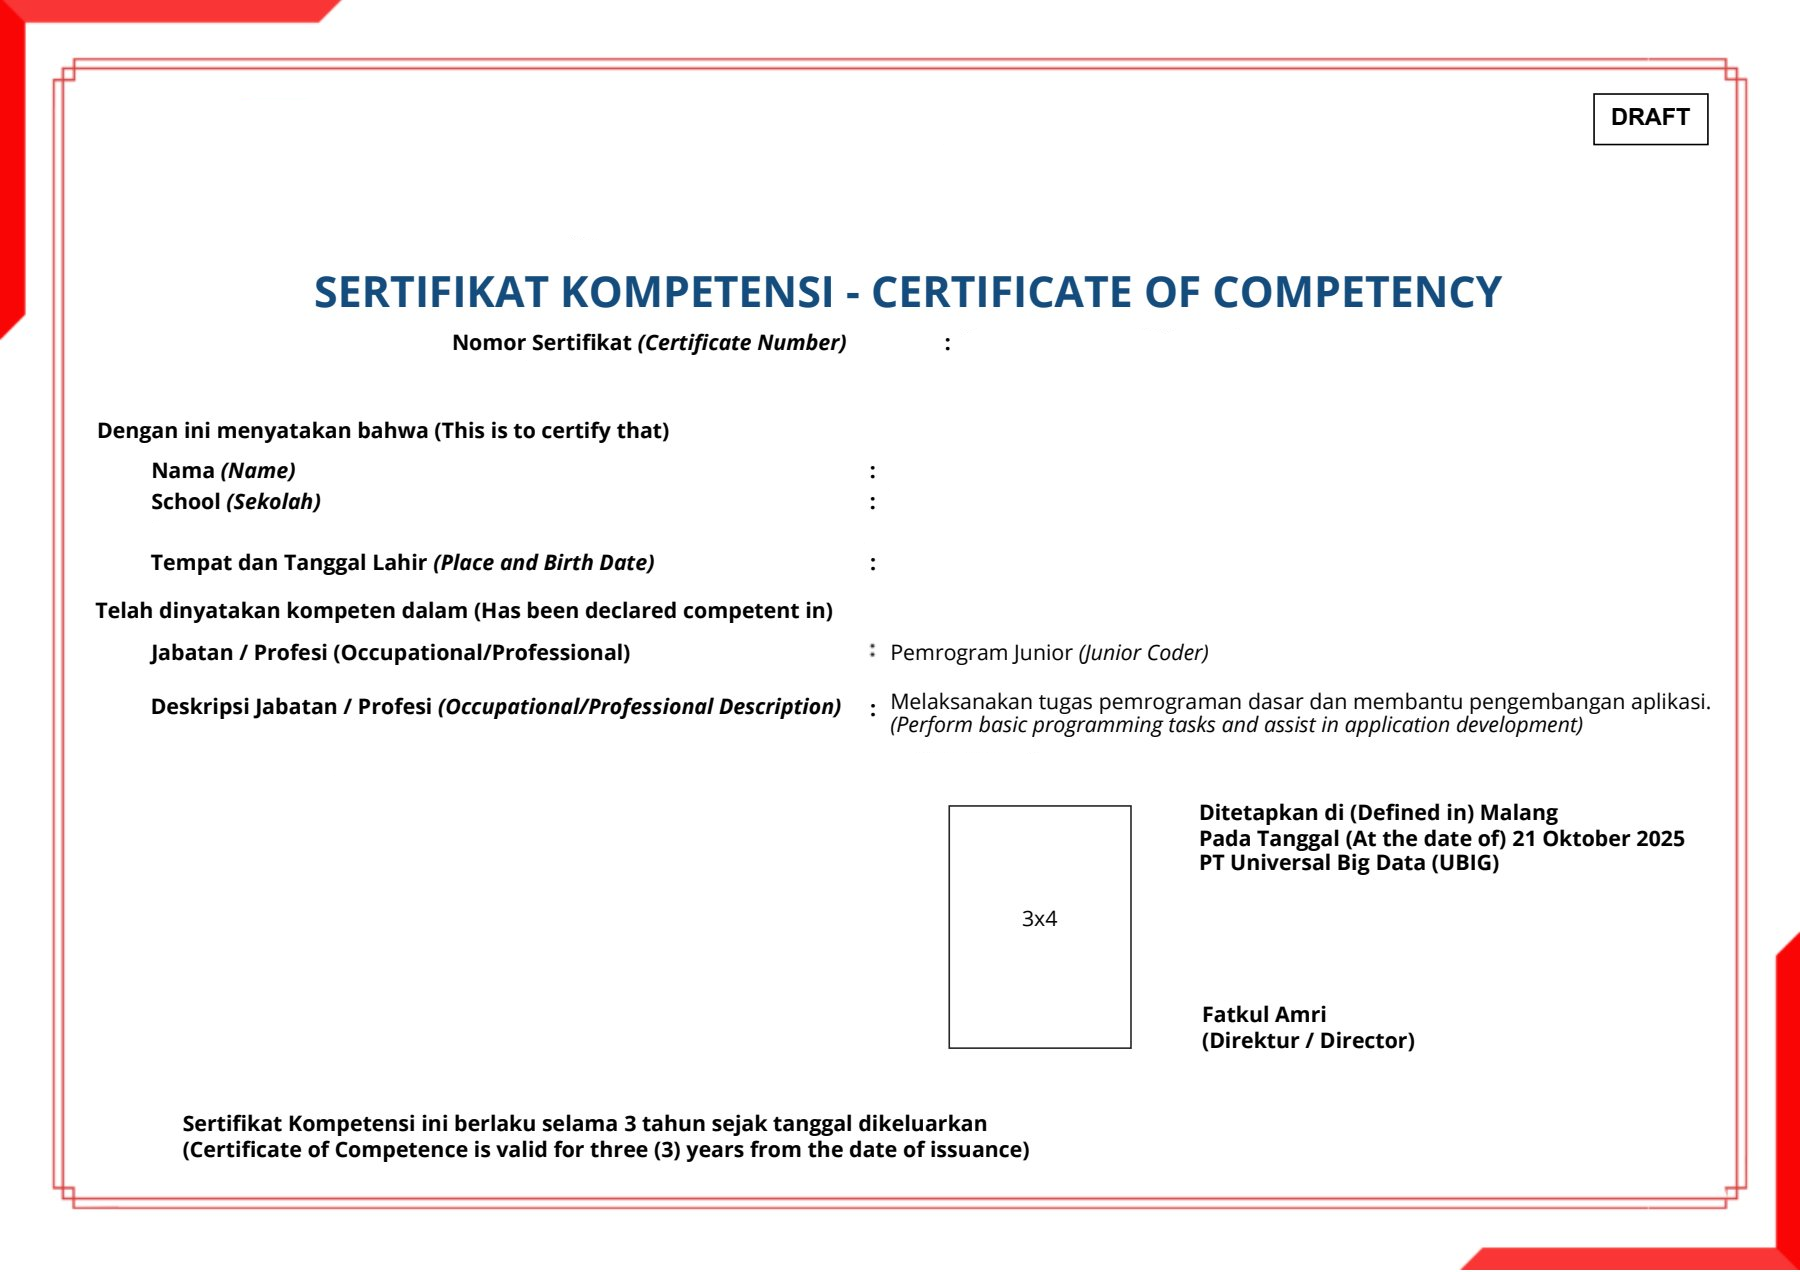 DRAFT
SERTIFIKAT KOMPETENSI - CERTIFICATE OF COMPETENCY
Nomor Sertifikat (Certificate Number) :
Dengan ini menyatakan bahwa (This is to certify that)
Nama (Name) :
School (Sekolah) :
Tempat dan Tanggal Lahir (Place and Birth Date) :
Telah dinyatakan kompeten dalam (Has been declared competent in)
Jabatan / Profesi (Occupational/Professional) : Pemrogram Junior (Junior Coder)
Deskripsi Jabatan / Profesi (Occupational/Professional Description) : Melaksanakan tugas pemrograman dasar dan membantu pengembangan aplikasi.
(Perform basic programming tasks and assist in application development)
Ditetapkan di (Defined in) Malang
Pada Tanggal (At the date of) 21 Oktober 2025
PT Universal Big Data (UBIG)
3x4
Fatkul Amri
(Direktur / Director)
Sertifikat Kompetensi ini berlaku selama 3 tahun sejak tanggal dikeluarkan
(Certificate of Competence is valid for three (3) years from the date of issuance)